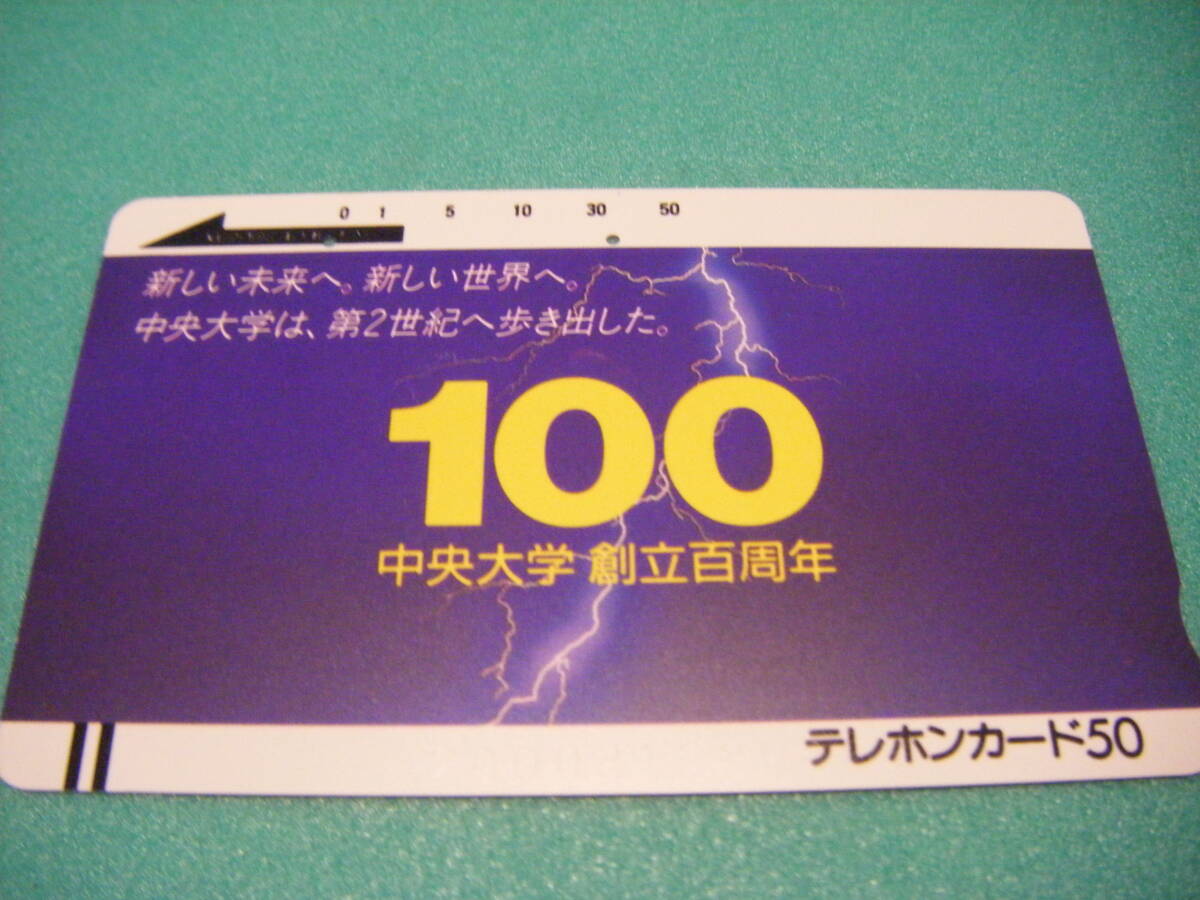 0 1 5 10 30 50
新しい未来へ。新しい世界へ。
中央大学は、第2世紀へ歩き出した。
100
中央大学 創立百周年
テレホンカード50